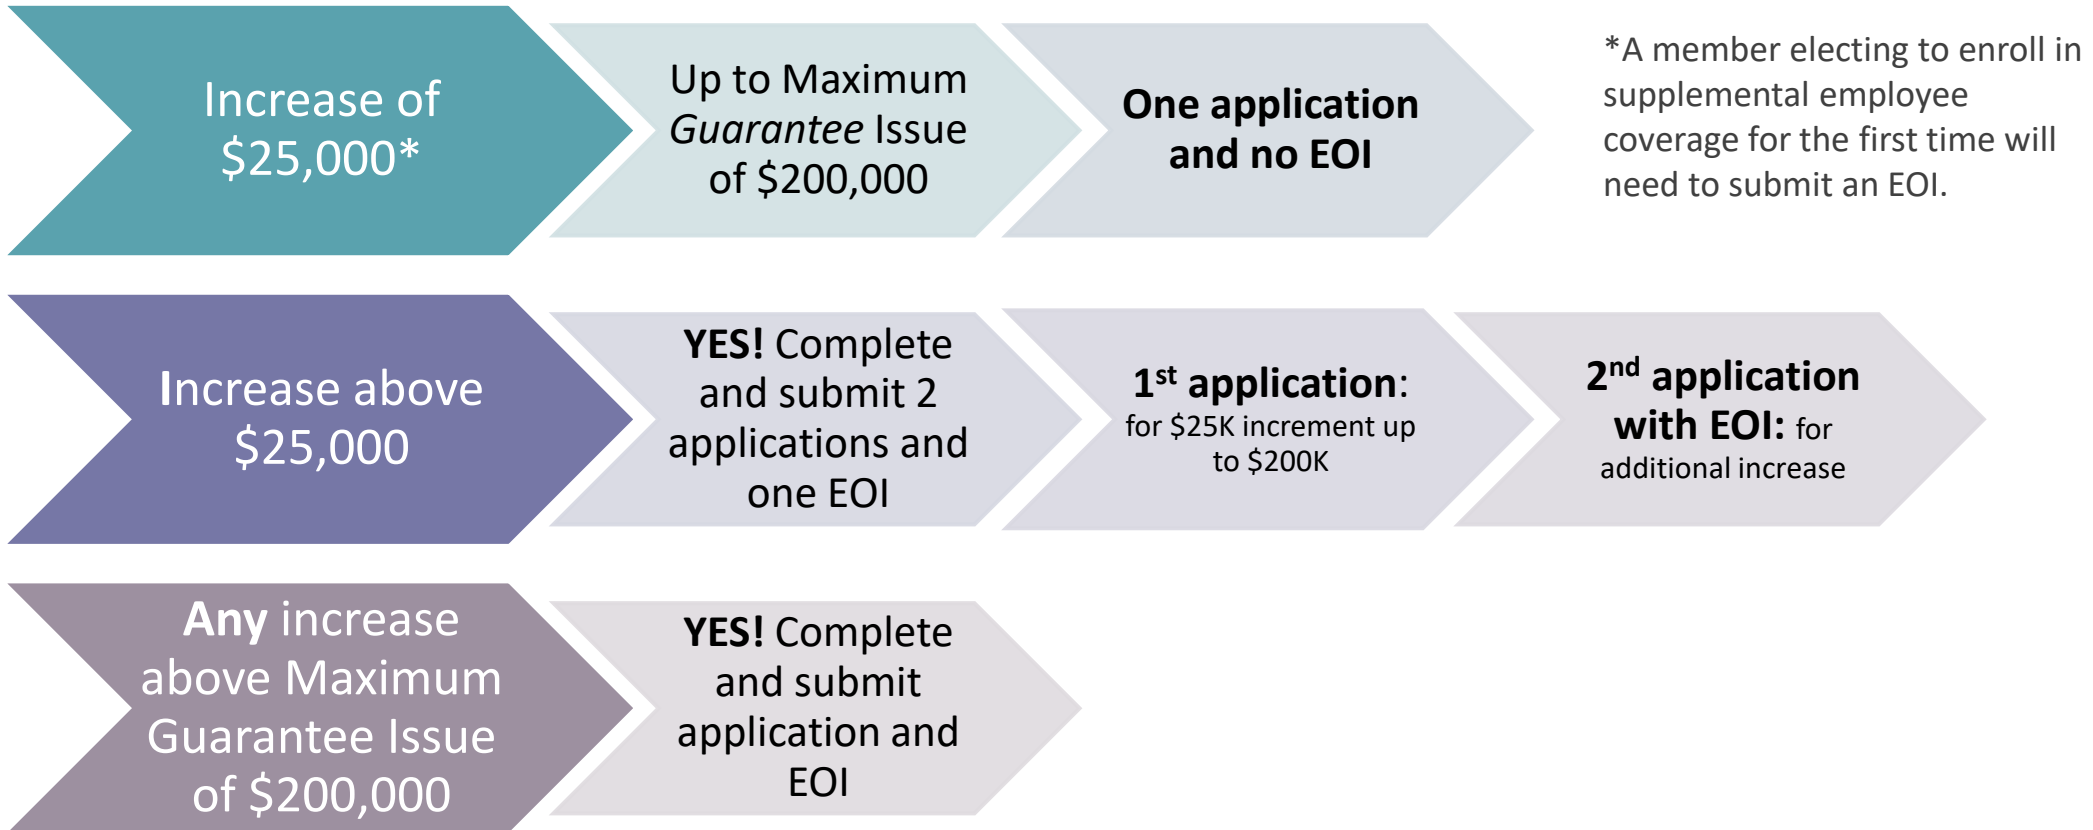 Increase of
$25,000*
Up to Maximum
Guarantee Issue
of $200,000
One application
and no EOI
*A member electing to enroll in
supplemental employee
coverage for the first time will
need to submit an EOI.
Increase above
$25,000
YES! Complete
and submit 2
applications and
one EOI
1st application:
for $25K increment up
to $200K
2nd application
with EOI: for
additional increase
Any increase
above Maximum
Guarantee Issue
of $200,000
YES! Complete
and submit
application and
EOI